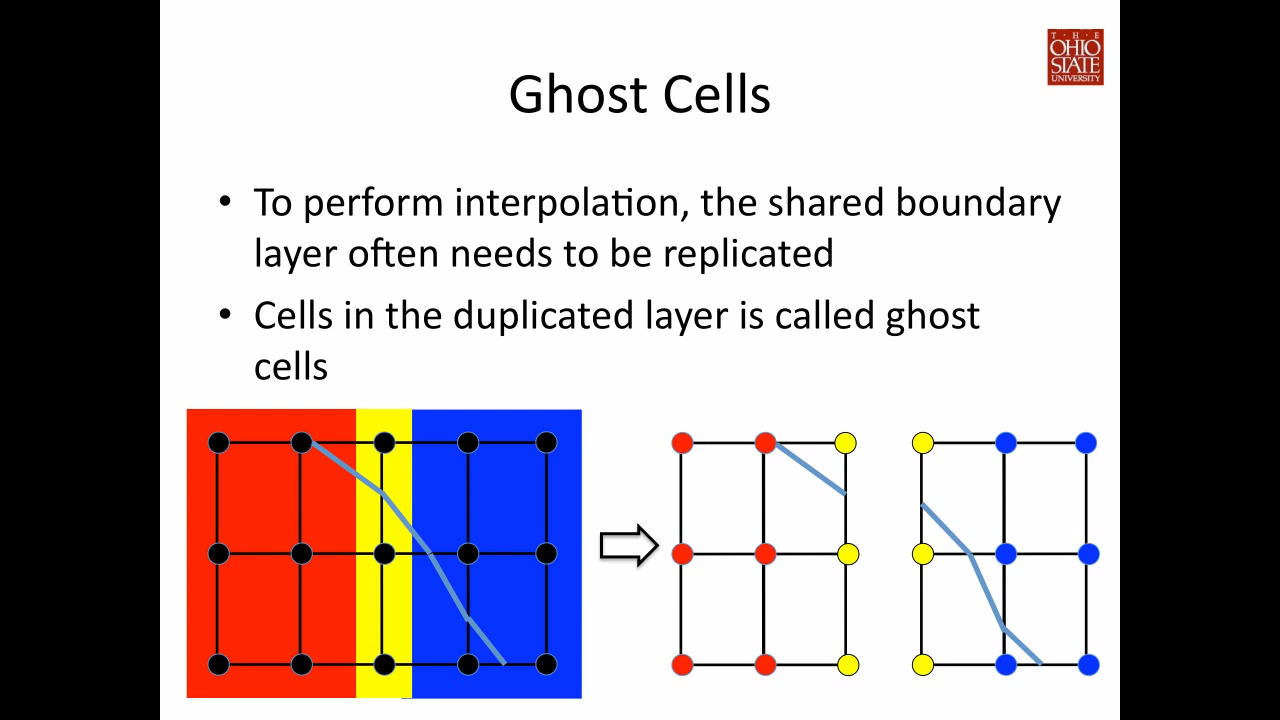 T·H·E
OHIO
STATE
UNIVERSITY
Ghost Cells
• To perform interpolation, the shared boundary
layer often needs to be replicated
• Cells in the duplicated layer is called ghost
cells